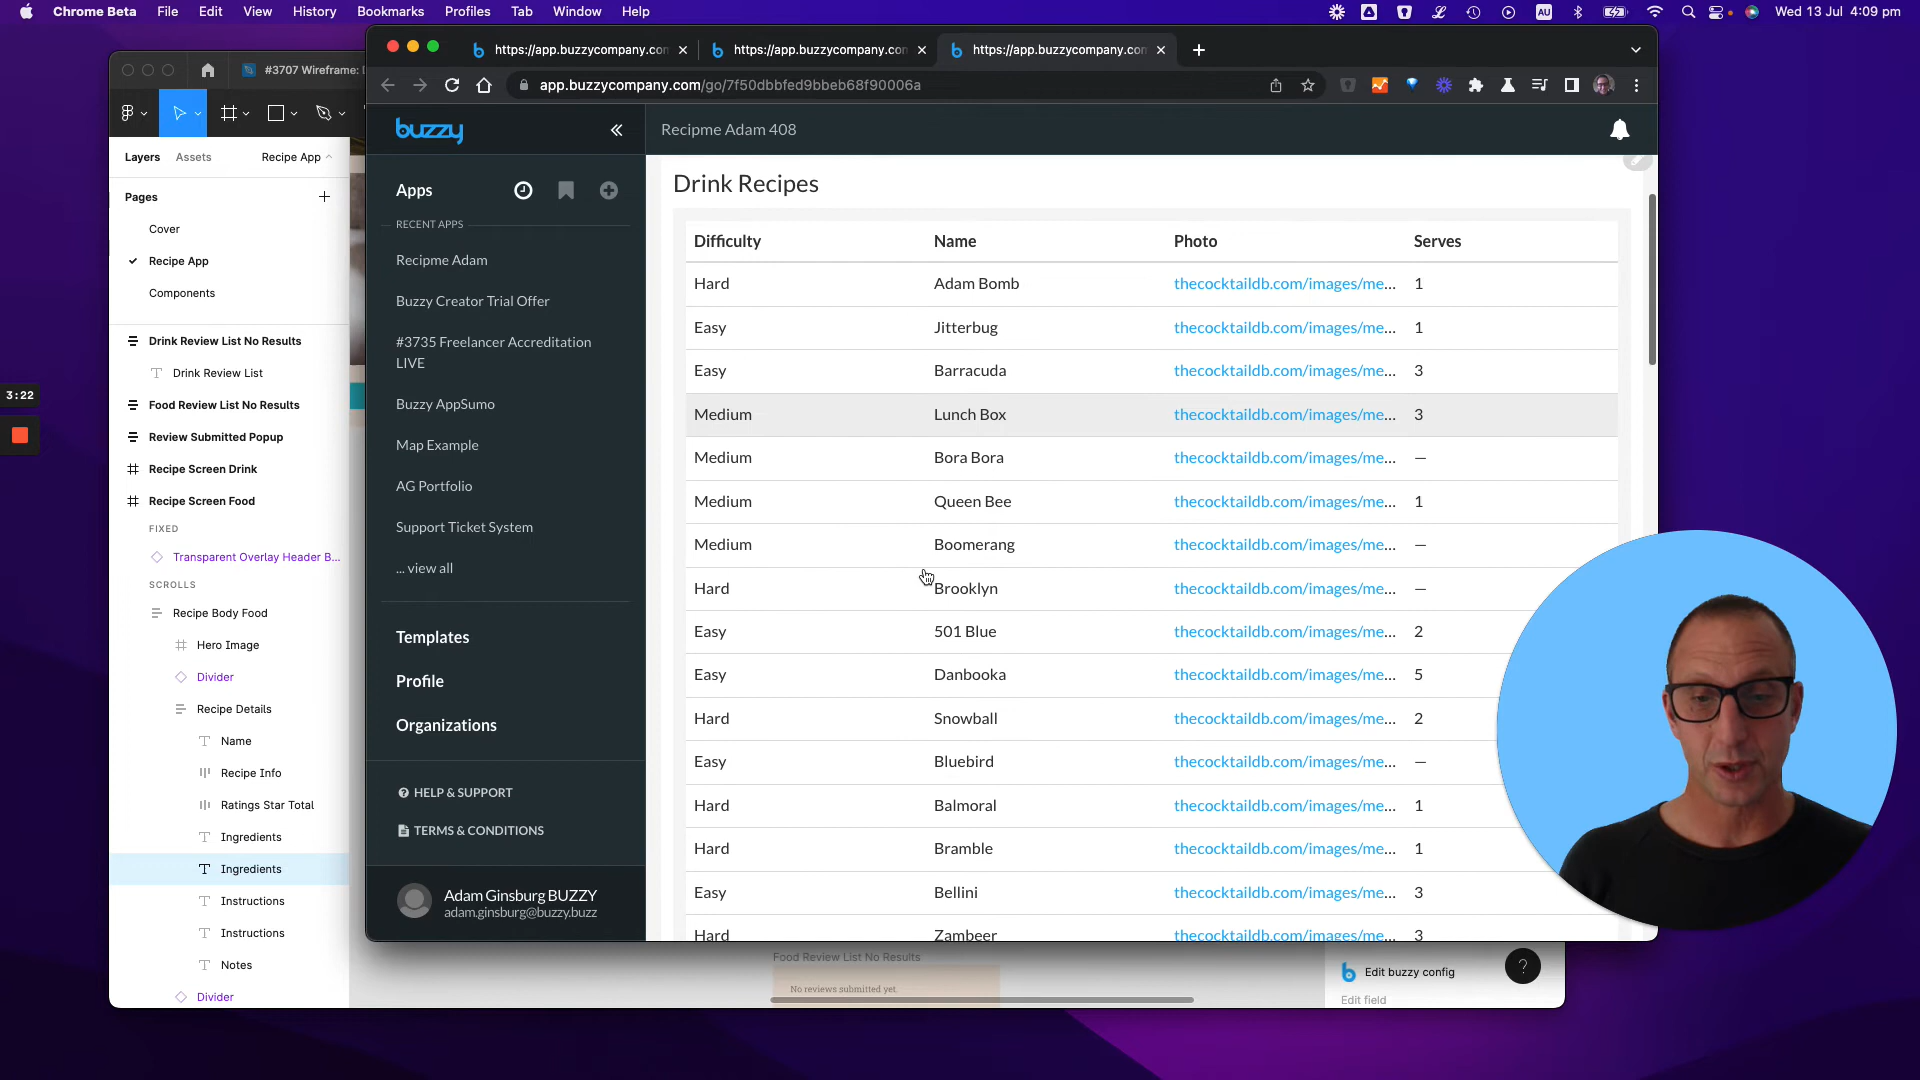 Chrome Beta File Edit View History Bookmarks Profiles Tab Window Help
AU
Wed 13 Jul 4:09 pm
#3707 Wireframe:
Layers Assets Recipe App
Pages
Cover
Recipe App
Components
Drink Review List No Results
Drink Review List
Food Review List No Results
Review Submitted Popup
Recipe Screen Drink
Recipe Screen Food
FIXED
Transparent Overlay Header B...
SCROLLS
Recipe Body Food
Hero Image
Divider
Recipe Details
Name
Recipe Info
Ratings Star Total
Ingredients
Ingredients
Instructions
Instructions
Notes
Divider
3:22
https://app.buzzycompany.com
https://app.buzzycompany.com
https://app.buzzycompany.com
app.buzzycompany.com/go/7f50dbbfed9bbeb68f90006a
buzzy
Recipme Adam 408
Apps
RECENT APPS
Recipme Adam
Buzzy Creator Trial Offer
#3735 Freelancer Accreditation
LIVE
Buzzy AppSumo
Map Example
AG Portfolio
Support Ticket System
... view all
Templates
Profile
Organizations
HELP & SUPPORT
TERMS & CONDITIONS
Adam Ginsburg BUZZY
adam.ginsburg@buzzy.buzz
Drink Recipes
Difficulty Name Photo Serves
Hard Adam Bomb thecocktaildb.com/images/me... 1
Easy Jitterbug thecocktaildb.com/images/me... 1
Easy Barracuda thecocktaildb.com/images/me... 3
Medium Lunch Box thecocktaildb.com/images/me... 3
Medium Bora Bora thecocktaildb.com/images/me... —
Medium Queen Bee thecocktaildb.com/images/me... 1
Medium Boomerang thecocktaildb.com/images/me... —
Hard Brooklyn thecocktaildb.com/images/me... —
Easy 501 Blue thecocktaildb.com/images/me... 2
Easy Danbooka thecocktaildb.com/images/me... 5
Hard Snowball thecocktaildb.com/images/me... 2
Easy Bluebird thecocktaildb.com/images/me... —
Hard Balmoral thecocktaildb.com/images/me... 1
Hard Bramble thecocktaildb.com/images/me... 1
Easy Bellini thecocktaildb.com/images/me... 3
Hard Zambeer thecocktaildb.com/images/me... 3
Food Review List No Results
No reviews submitted yet.
Edit buzzy config
Edit field
?